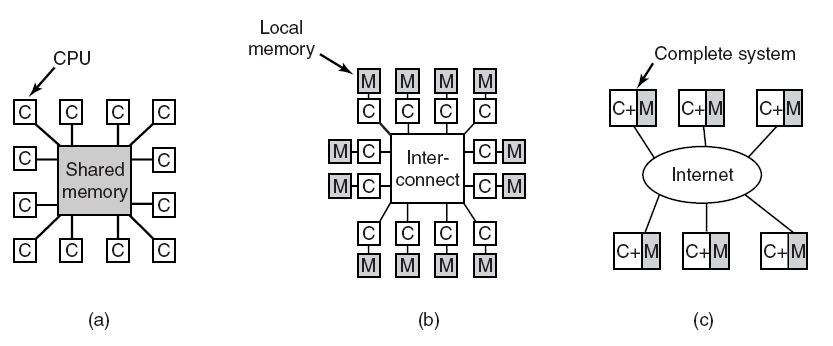 CPU
C C C C
C
C
Shared
memory
C
C
C C C C
(a)
Local
memory
M M M M
C C C C
M C
M C
Inter-
connect
C M
C M
C C C C
M M M M
(b)
Complete system
C+ M C+ M C+ M
Internet
C+ M C+ M C+ M
(c)